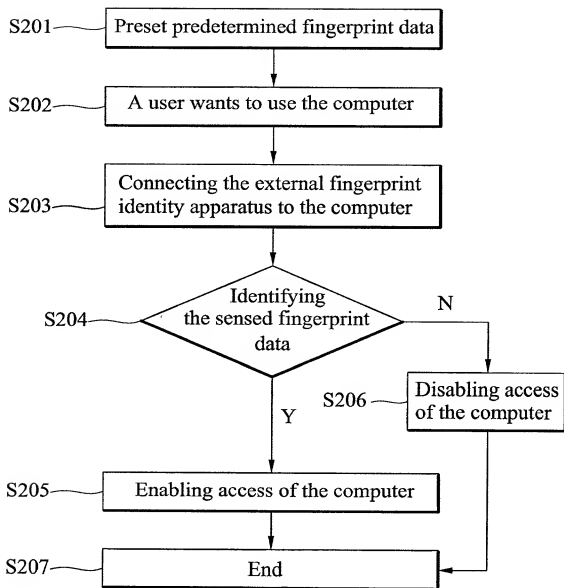 S201
Preset predetermined fingerprint data
S202
A user wants to use the computer
S203
Connecting the external fingerprint
identity apparatus to the computer
S204
Identifying
the sensed fingerprint
data
N
Y
S206
Disabling access
of the computer
S205
Enabling access of the computer
S207
End